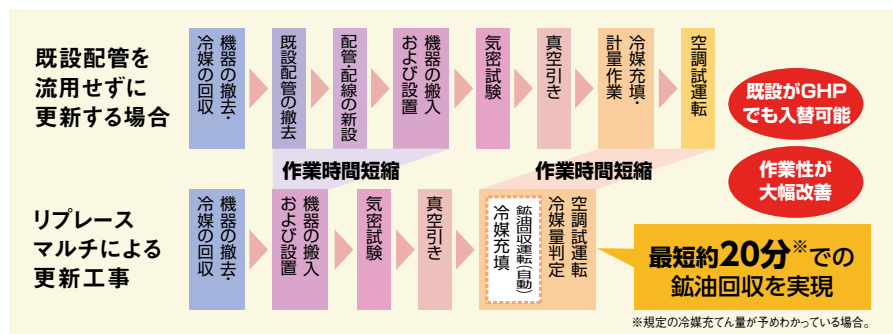 既設配管を
流用せずに
更新する場合
機器の撤去・
冷媒の回収
既設配管の撤去
配管・配線の新設
機器の搬入
および設置
気密試験
真空引き
冷媒充填・
計量作業
空調試運転
既設がGHP
でも入替可能
作業時間短縮
作業時間短縮
作業性が
大幅改善
リプレース
マルチによる
更新工事
機器の撤去・
冷媒の回収
機器の搬入
および設置
気密試験
真空引き
空調試運転
冷媒量判定
鉱油回収運転(自動)
冷媒充填
最短約20分※での
鉱油回収を実現
※規定の冷媒充てん量が予めわかっている場合。